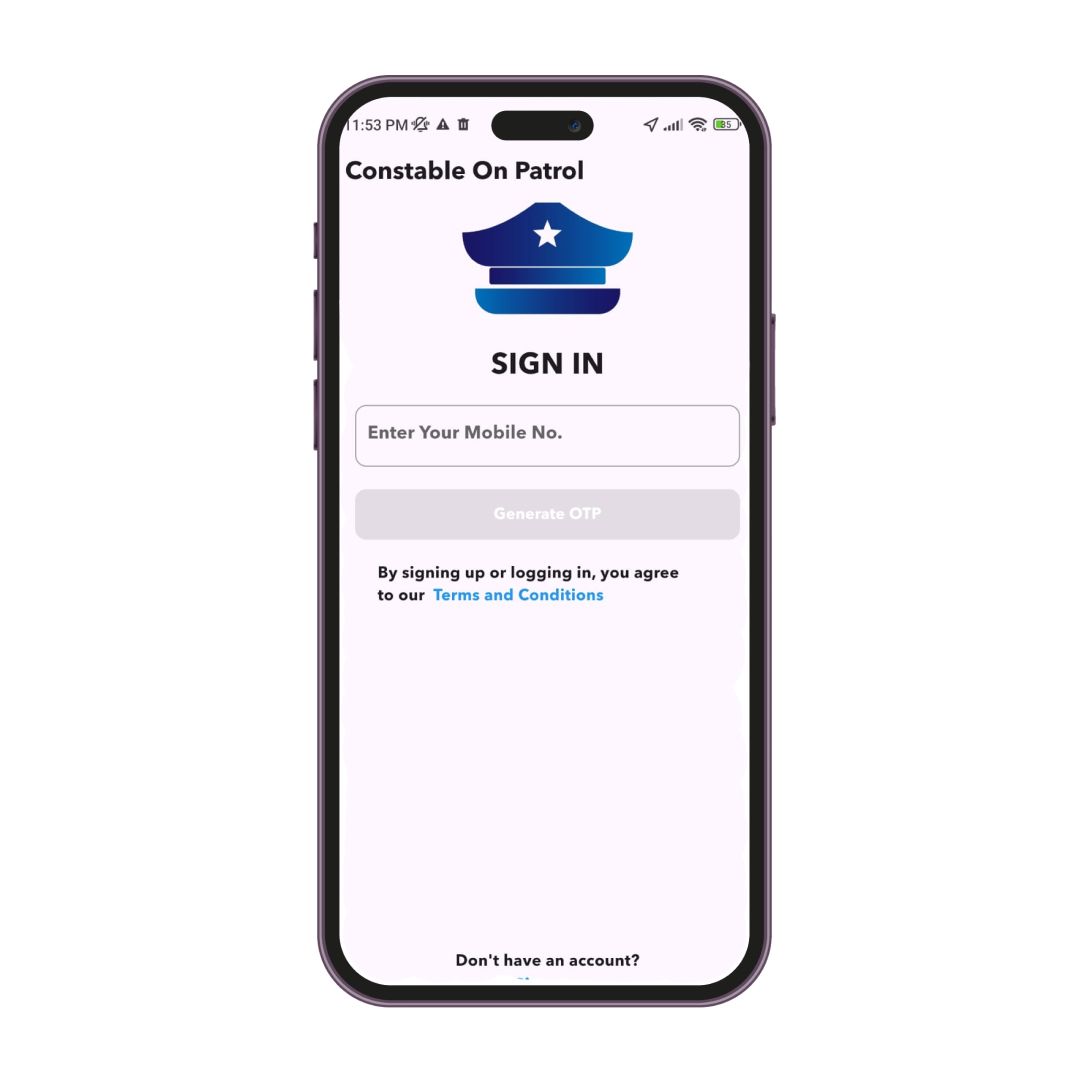 11:53 PM 35
Constable On Patrol
SIGN IN
Enter Your Mobile No.
Generate OTP
By signing up or logging in, you agree
to our Terms and Conditions
Don't have an account?